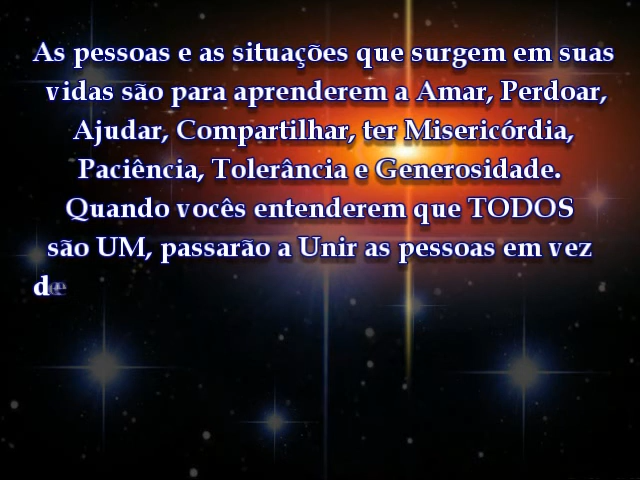 As pessoas e as situações que surgem em suas
vidas são para aprenderem a Amar, Perdoar,
Ajudar, Compartilhar, ter Misericórdia,
Paciência, Tolerância e Generosidade.
Quando vocês entenderem que TODOS
são UM, passarão a Unir as pessoas em vez
de